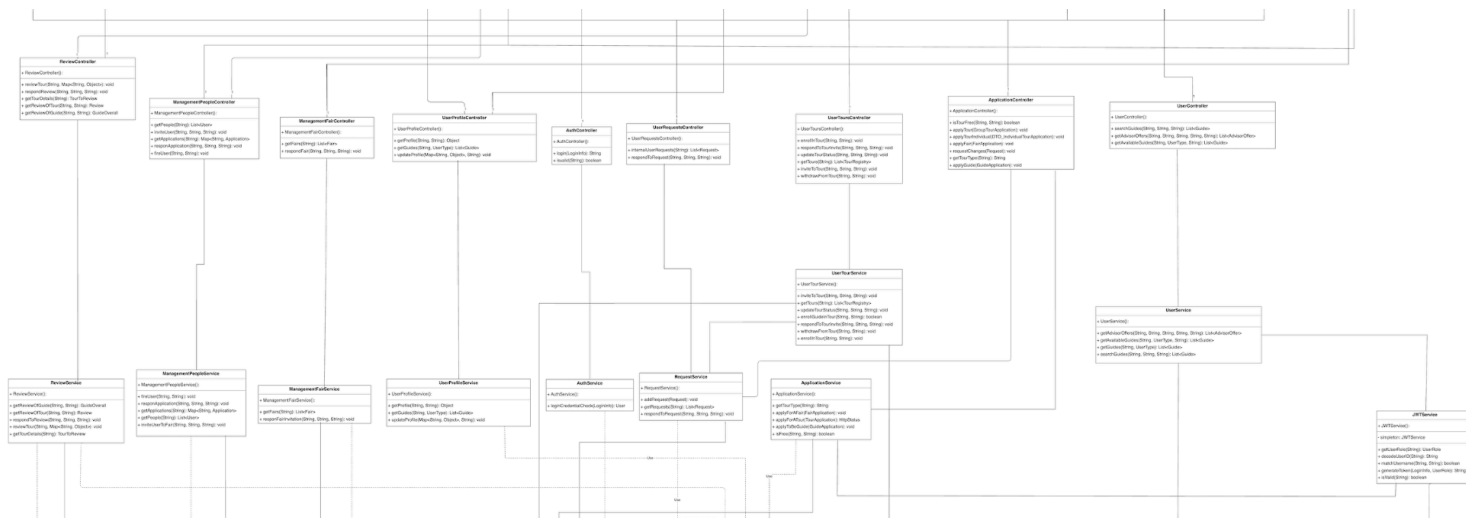 ReviewController
+ ReviewController():
+ reviewTour(String, Map<String, Objects): void
+ respondReview(String, String, String): void
+ getTourDetails(String): TourToReview
+ getReviewOfTour(String, String): Review
+ getReviewOfGuide(String, String): GuideOverall
ManagementPeopleController
+ ManagementPeopleController():
+ getPeople(String): List<User>
+ inviteUser(String, String, String): void
+ getApplications(String): Map<String, Application>
+ responApplication(String, String, String): void
+ fireUser(String, String): void
ManagementFairController
+ ManagementFairController():
+ getFairs(String): List<Fair>
+ respondFair(String, String, String): void
UserProfileController
+ UserProfileController():
+ getProfile(String, String): Object
+ getGuides(String, UserType): List<Guide>
+ updateProfile(Map<String, Objects, String): void
AuthController
+ AuthController():
+ login(LoginInfo): String
+ isvalid(String): boolean
UserRequestsController
+ UserRequestsController():
+ internalUserRequests(String): List<Request>
+ respondToRequest(String, String, String): void
UserToursController
+ UserToursController():
+ enrollInTour(String, String): void
+ respondToTourInvite(String, String, String): void
+ updateTourStatus(String, String, String): void
+ getTours(String): List<TourRegistry>
+ inviteToTour(String, String, String): void
+ withdrawFromTour(String, String): void
ApplicationController
+ ApplicationController():
+ isTourFree(String, String): boolean
+ applyTour(GroupTourApplication): void
+ applyTourIndividual(DTO_IndividualTourApplication): void
+ applyFair(FairApplication): void
+ requestChanges(Request): void
+ getTourType(String): String
+ applyGuide(GuideApplication): void
UserController
+ UserController():
+ searchGuides(String, String, String): List<Guide>
+ getAdvisorOffers(String, String, String, String): List<AdvisorOffer>
+ getAvailableGuides(String, UserType, String): List<Guide>
UserTourService
+ UserTourService():
+ inviteToTour(String, String, String): void
+ getTours(String): List<TourRegistry>
+ updateTourStatus(String, String, String): void
+ enrollGuideInTour(String, String, String): boolean
+ respondToTourInvite(String, String, String): void
+ withdrawFromTour(String, String): void
+ enrollInTour(String, String): void
UserService
+ UserService():
+ getAdvisorOffers(String, String, String, String): List<AdvisorOffer>
+ getAvailableGuides(String, UserType, String): List<Guide>
+ getGuides(String, UserType): List<Guide>
+ searchGuides(String, String, String): List<Guide>
ReviewService
+ ReviewService():
+ getReviewOfGuide(String, String): GuideOverall
+ getReviewOfTour(String, String): Review
+ respondToReview(String, String, String): void
+ reviewTour(String, Map<String, Objects): void
+ getTourDetails(String): TourToReview
ManagementPeopleService
+ ManagementPeopleService():
+ fireUser(String, String): void
+ responApplication(String, String, String): void
+ getApplications(String): Map<String, Application>
+ getPeople(String): List<User>
+ inviteUserToFair(String, String, String): void
ManagementFairService
+ ManagementFairService():
+ getFairs(String): List<Fair>
+ respondFairInvitation(String, String, String): void
UserProfileService
+ UserProfileService():
+ getProfile(String, String): Object
+ getGuides(String, UserType): List<Guide>
+ updateProfile(Map<String, Objects, String): void
AuthService
+ AuthService():
+ loginCredentialChecks(LoginInfo): User
RequestService
+ RequestService():
+ addRequest(Request): void
+ getRequests(String): List<Request>
+ respondToRequest(String, String, String): void
ApplicationService
+ ApplicationService():
+ getTourType(String): String
+ applyForAFair(FairApplication): void
+ applyForATour(TourApplication): HttpStatus
+ applyToBeGuide(GuideApplication): void
+ isFree(String, String): boolean
JWTService
+ JWTService():
- simpleton: JWTService
+ getUserRole(String): UserRole
+ decodeUserID(String): String
+ matchUsername(String, String): boolean
+ generateToken(LoginInfo, UserRole): String
+ isValid(String): boolean
Use
Use
Use